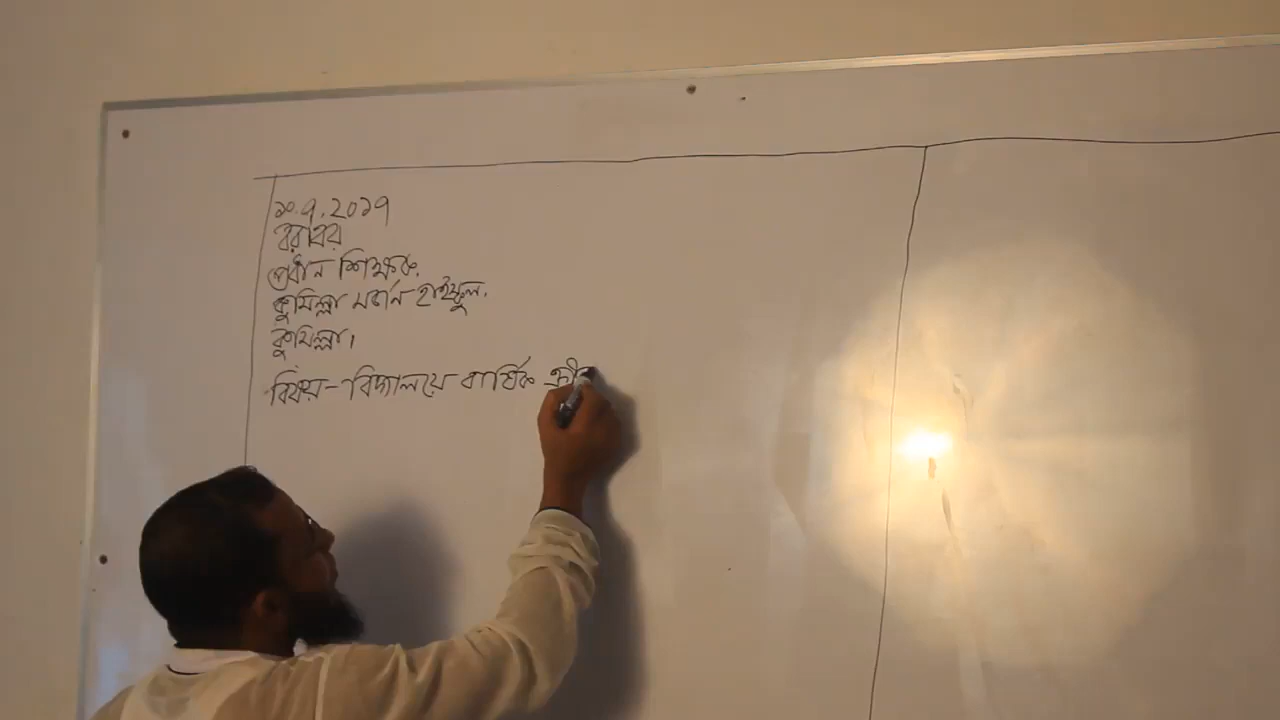 ১০.৭.২০১৭
বরাবর
প্রধান শিক্ষক,
কুমিল্লা মডার্ন হাইস্কুল,
কুমিল্লা।
বিষয় - বিদ্যালয়ে বার্ষিক ক্রী